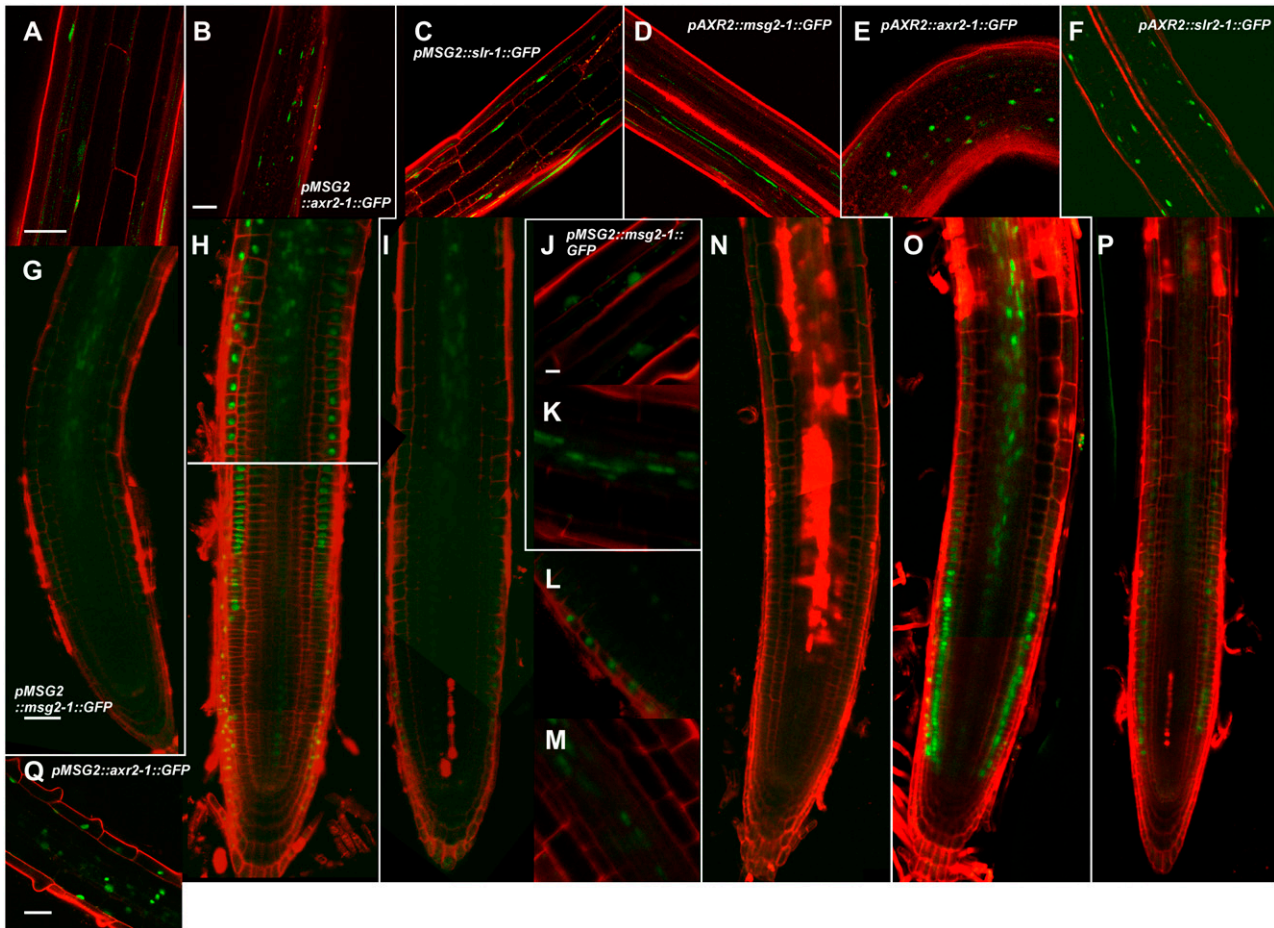 A
B
pMSG2
::axr2-1::GFP
C
pMSG2::slr-1::GFP
D
pAXR2::msg2-1::GFP
E
pAXR2::axr2-1::GFP
F
pAXR2::slr2-1::GFP
G
pMSG2
::msg2-1::GFP
H
I
J
pMSG2::msg2-1::
GFP
K
L
M
N
O
P
Q
pMSG2::axr2-1::GFP